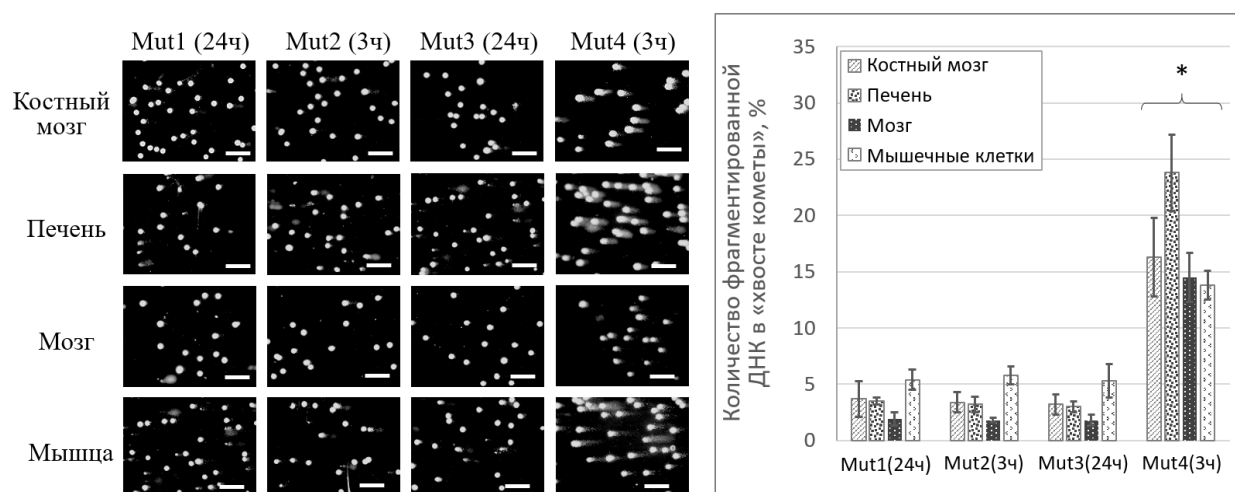 Mut1 (24ч) Mut2 (3ч) Mut3 (24ч) Mut4 (3ч)
Костный
мозг
Печень
Мозг
Мышца
Количество фрагментированной
ДНК в «хвосте кометы», %
35
30
25
20
15
10
5
0
Костный мозг
Печень
Мозг
Мышечные клетки
*
Mut1(24ч) Mut2(3ч) Mut3(24ч) Mut4(3ч)